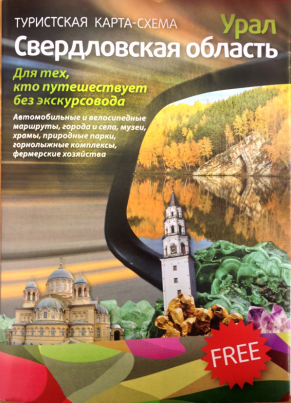 ТУРИСТСКАЯ КАРТА-СХЕМА
Урал
Свердловская область
Для тех,
кто путешествует
без экскурсовода
Автомобильные и велосипедные
маршруты, города и села, музеи,
храмы, природные парки,
горнолыжные комплексы,
фермерские хозяйства
FREE